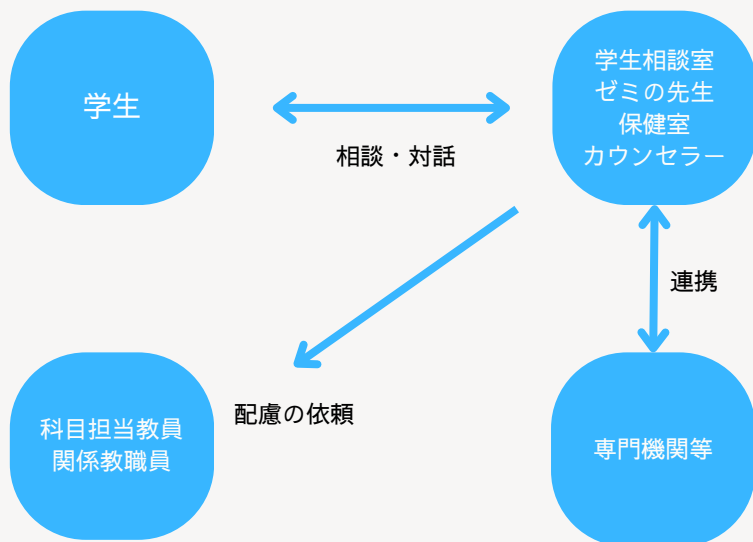 学生
学生相談室
ゼミの先生
保健室
カウンセラー
相談・対話
連携
配慮の依頼
科目担当教員
関係教職員
専門機関等